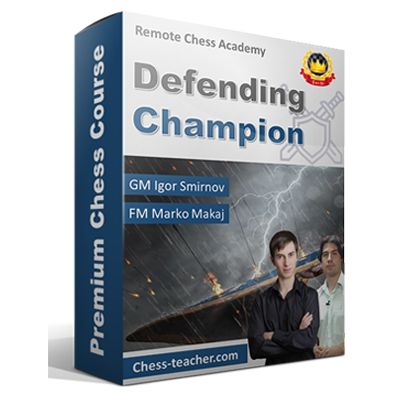 Remote Chess Academy
Defending
Champion
GM Igor Smirnov
FM Marko Makaj
Chess-teacher.com
Premium Chess Course